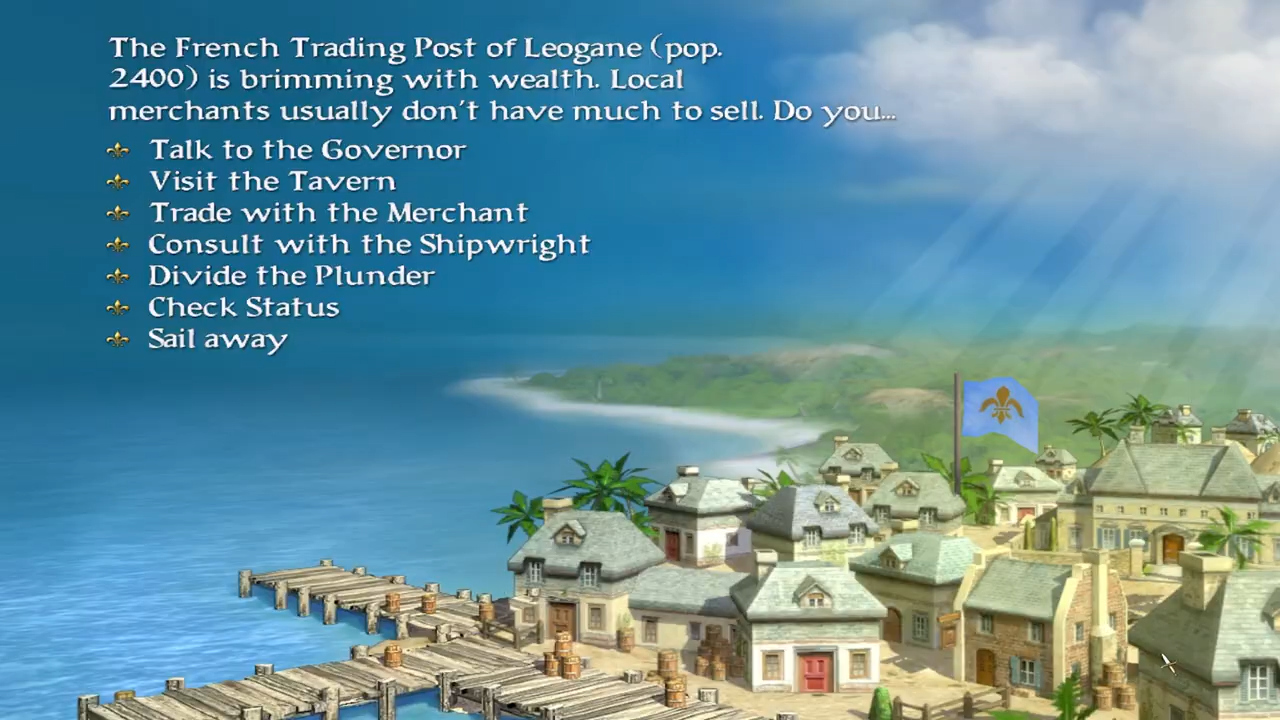 The French Trading Post of Leogane (pop.
2400) is brimming with wealth. Local
merchants usually don't have much to sell. Do you...
Talk to the Governor
Visit the Tavern
Trade with the Merchant
Consult with the Shipwright
Divide the Plunder
Check Status
Sail away